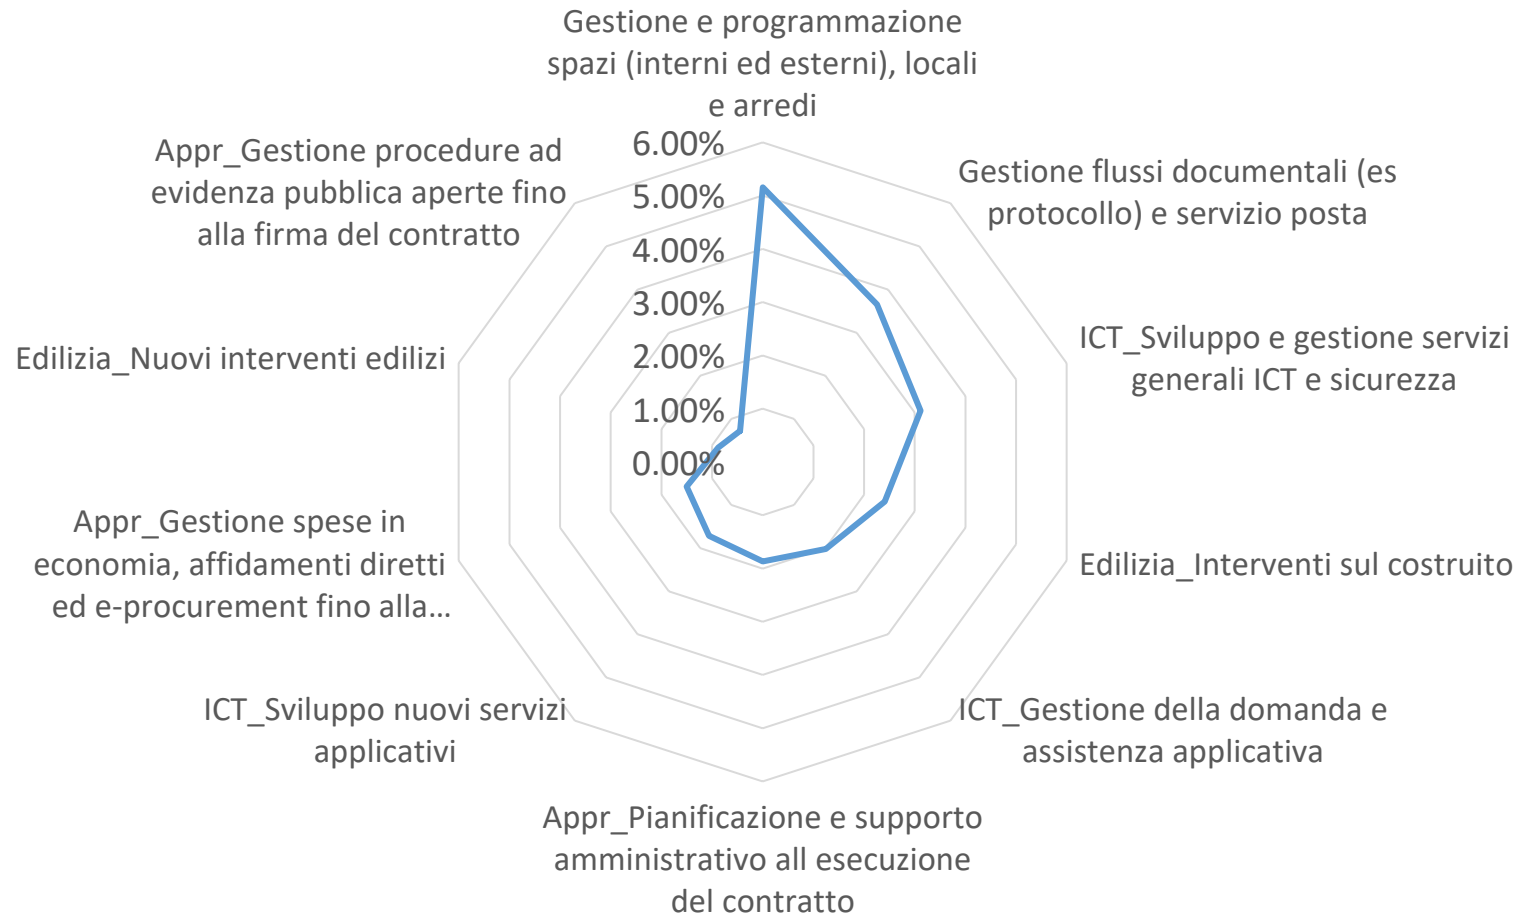 Gestione e programmazione
spazi (interni ed esterni), locali
e arredi
Gestione flussi documentali (es
protocollo) e servizio posta
ICT_Sviluppo e gestione servizi
generali ICT e sicurezza
Edilizia_Interventi sul costruito
ICT_Gestione della domanda e
assistenza applicativa
Appr_Pianificazione e supporto
amministrativo all esecuzione
del contratto
ICT_Sviluppo nuovi servizi
applicativi
Appr_Gestione spese in
economia, affidamenti diretti
ed e-procurement fino alla…
Edilizia_Nuovi interventi edilizi
Appr_Gestione procedure ad
evidenza pubblica aperte fino
alla firma del contratto
6.00%
5.00%
4.00%
3.00%
2.00%
1.00%
0.00%